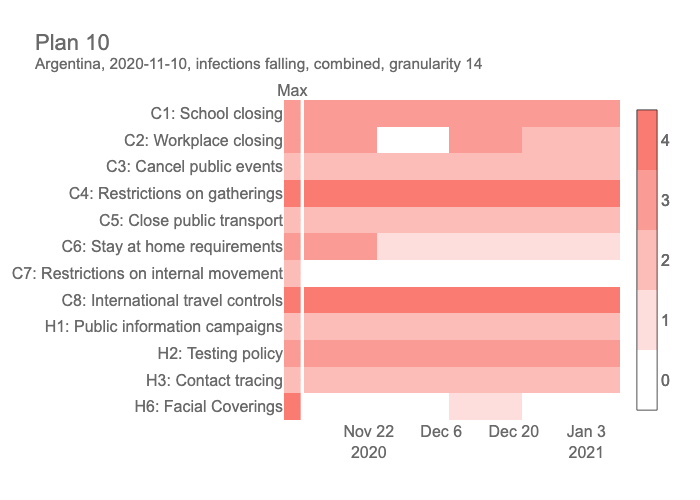 Plan 10
Argentina, 2020-11-10, infections falling, combined, granularity 14
Max
C1: School closing
C2: Workplace closing
C3: Cancel public events
C4: Restrictions on gatherings
C5: Close public transport
C6: Stay at home requirements
C7: Restrictions on internal movement
C8: International travel controls
H1: Public information campaigns
H2: Testing policy
H3: Contact tracing
H6: Facial Coverings
Nov 22 Dec 6 Dec 20 Jan 3
2020 2021
4
3
2
1
0